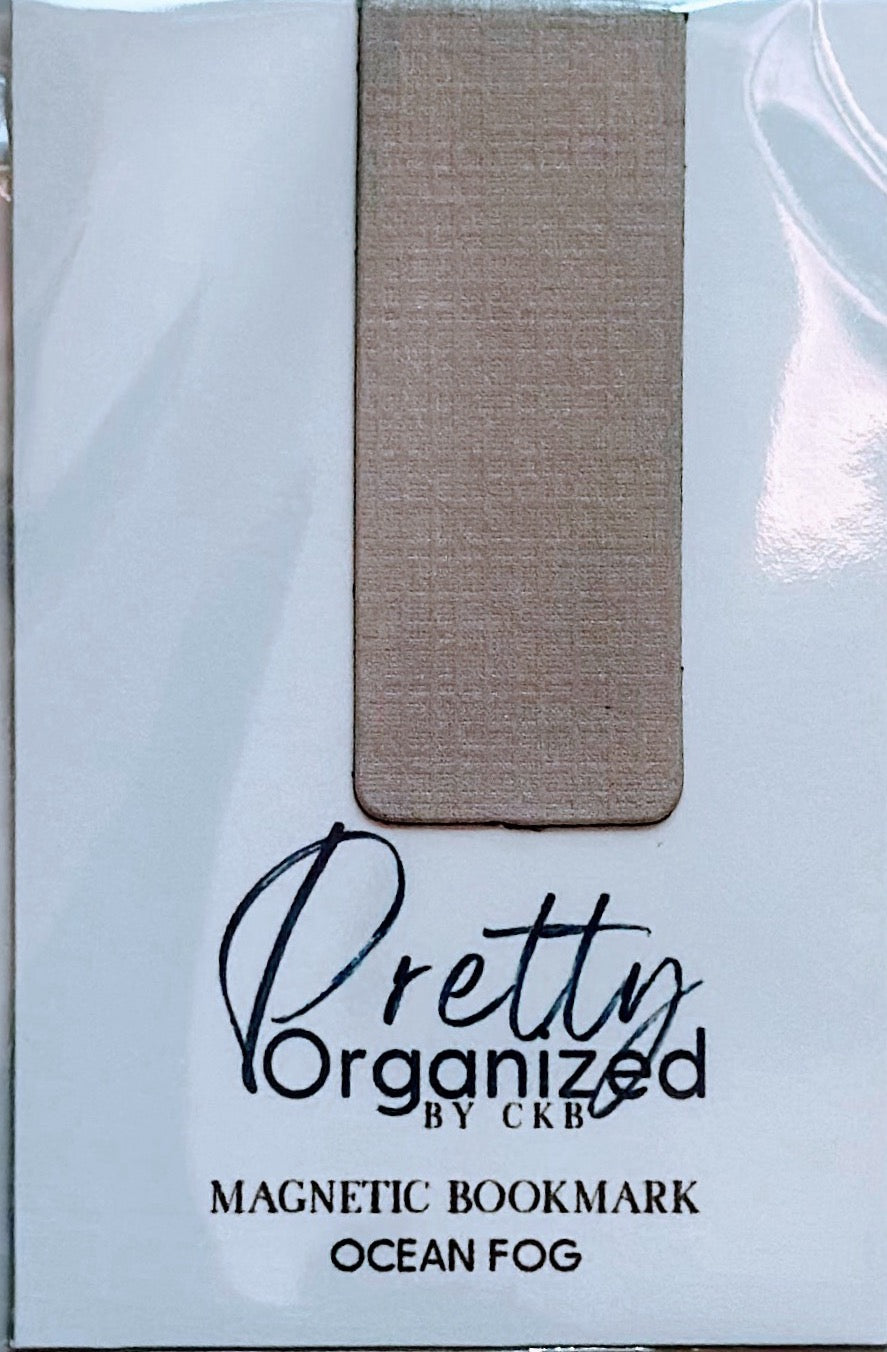 Pretty
Organized
BY CKB
MAGNETIC BOOKMARK
OCEAN FOG